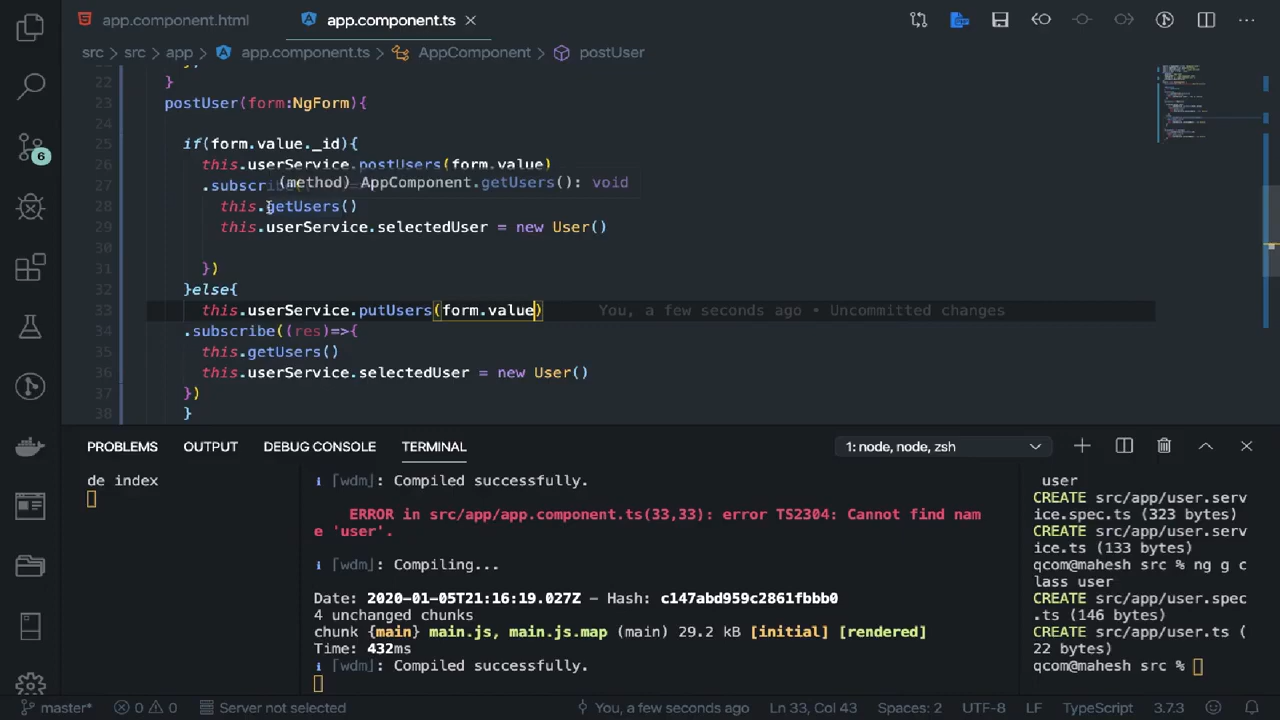 app.component.html
app.component.ts
src > src > app > app.component.ts > AppComponent > postUser
22 }
23 postUser(form:NgForm){
24
25 if(form.value._id){
26 this.userService.postUsers(form.value)
27 .subscri
(method) AppComponent.getUsers(): void
28 this.getUsers()
29 this.userService.selectedUser = new User()
30
31 })
32 }else{
33 this.userService.putUsers(form.value) You, a few seconds ago • Uncommitted changes
34 .subscribe((res)=>{
35 this.getUsers()
36 this.userService.selectedUser = new User()
37 })
38 }
6
PROBLEMS OUTPUT DEBUG CONSOLE TERMINAL 1: node, node, zsh
de index
ℹ ｢wdm｣: Compiled successfully.
ERROR in src/app/app.component.ts(33,33): error TS2304: Cannot find nam
e 'user'.
ℹ ｢wdm｣: Compiling...
Date: 2020-01-05T21:16:19.027Z - Hash: c147abd959c2861fbbb0
4 unchanged chunks
chunk {main} main.js, main.js.map (main) 29.2 kB [initial] [rendered]
Time: 432ms
ℹ ｢wdm｣: Compiled successfully.
user
CREATE src/app/user.serv
ice.spec.ts (323 bytes)
CREATE src/app/user.serv
ice.ts (133 bytes)
qcom@mahesh src % ng g c
lass user
CREATE src/app/user.spec
.ts (146 bytes)
CREATE src/app/user.ts (
22 bytes)
qcom@mahesh src %
master* 0 0 Server not selected You, a few seconds ago Ln 33, Col 43 Spaces: 2 UTF-8 LF TypeScript 3.7.3